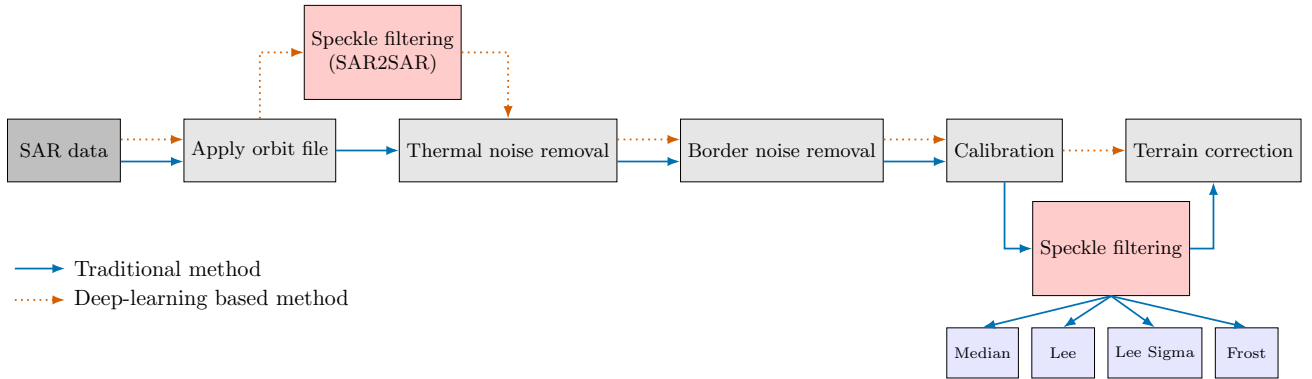 Speckle filtering
(SAR2SAR)
SAR data
Apply orbit file
Thermal noise removal
Border noise removal
Calibration
Terrain correction
Speckle filtering
Traditional method
Deep-learning based method
Median
Lee
Lee Sigma
Frost